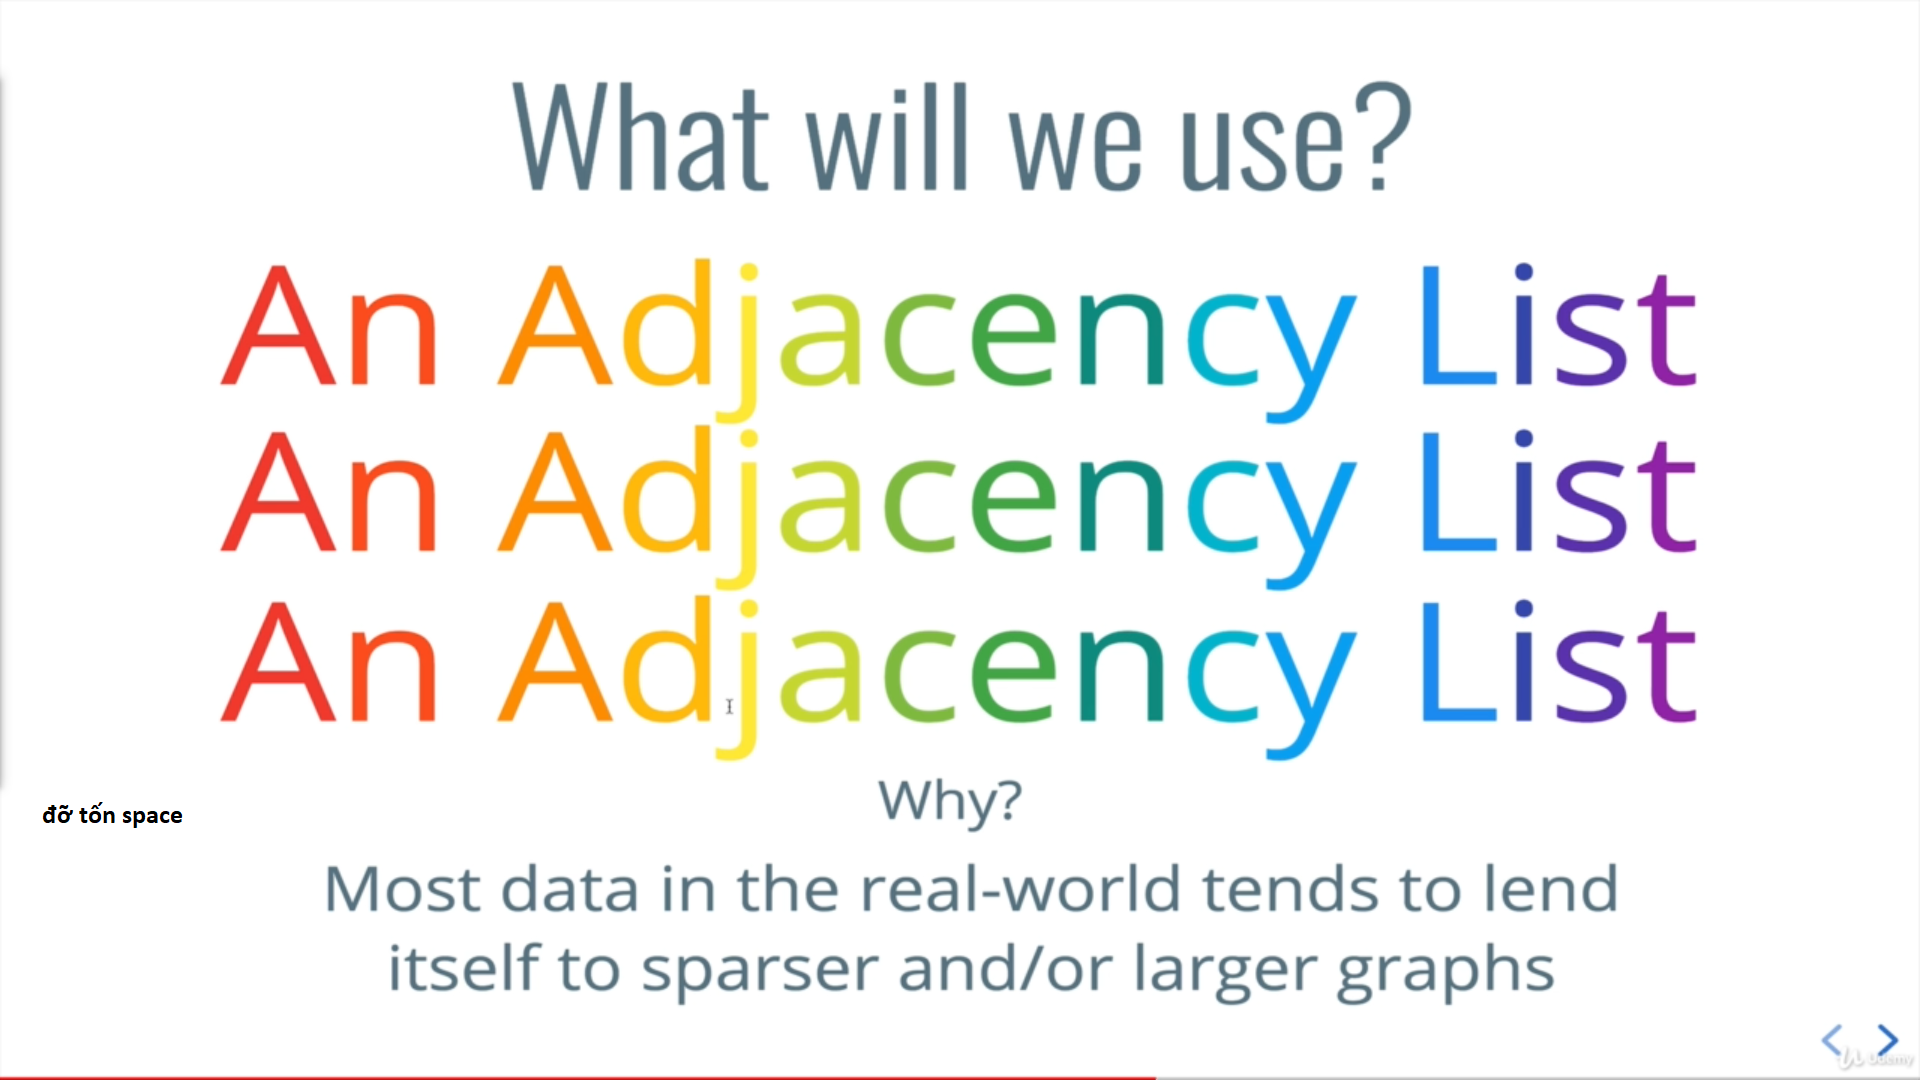 What will we use?
An Adjacency List
An Adjacency List
An Adjacency List
Why?
đỡ tốn space
Most data in the real-world tends to lend
itself to sparser and/or larger graphs
Udemy